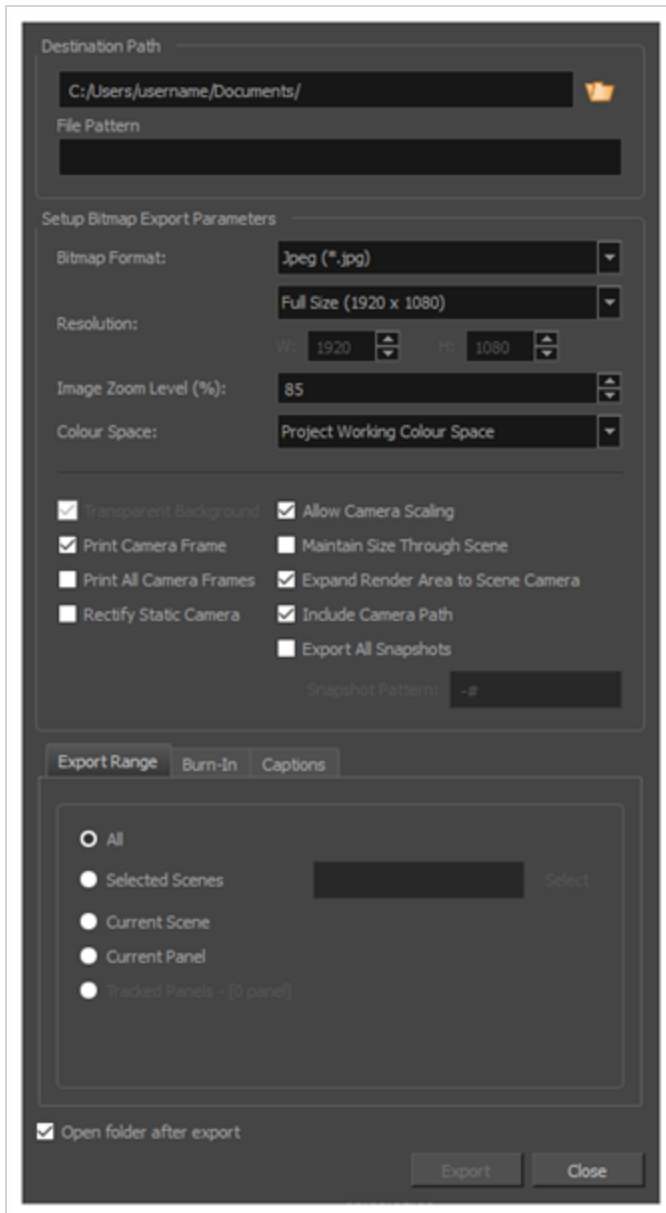 Destination Path
C:/Users/username/Documents/
File Pattern
Setup Bitmap Export Parameters
Bitmap Format: Jpeg (*.jpg)
Full Size (1920 x 1080)
Resolution:
W: 1920 H: 1080
Image Zoom Level (%): 85
Colour Space: Project Working Colour Space
Transparent Background Allow Camera Scaling
Print Camera Frame Maintain Size Through Scene
Print All Camera Frames Expand Render Area to Scene Camera
Rectify Static Camera Include Camera Path
Export All Snapshots
Snapshot Pattern: -#
Export Range Burn-In Captions
All
Selected Scenes Select
Current Scene
Current Panel
Tracked Panels - [0 panel]
Open folder after export
Export Close